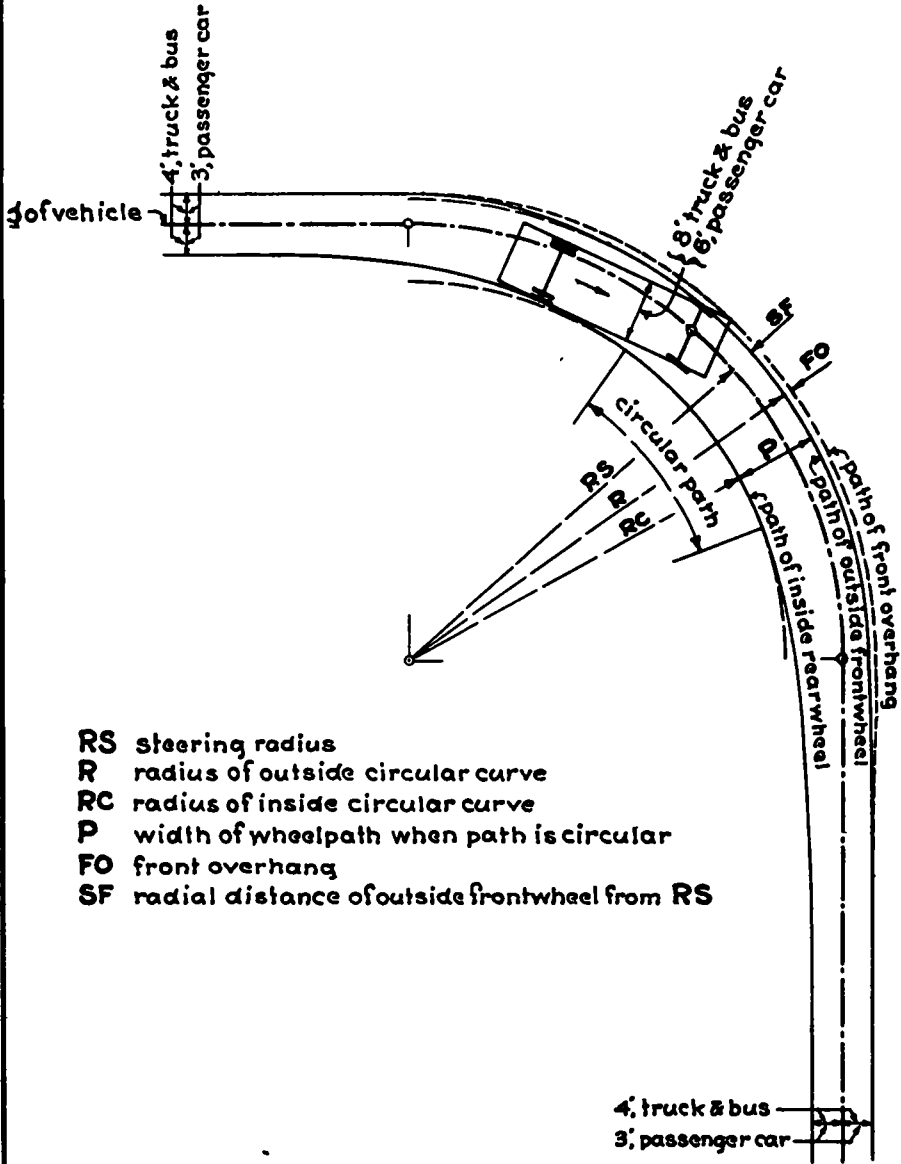 4', truck & bus
3', passenger car
℄ of vehicle
8' truck & bus
6', passenger car
SF
FO
circular path
P
RS
R
RC
path of front overhang
path of outside frontwheel
path of inside rearwheel
RS steering radius
R radius of outside circular curve
RC radius of inside circular curve
P width of wheelpath when path is circular
FO front overhang
SF radial distance of outside frontwheel from RS
4', truck & bus
3', passenger car